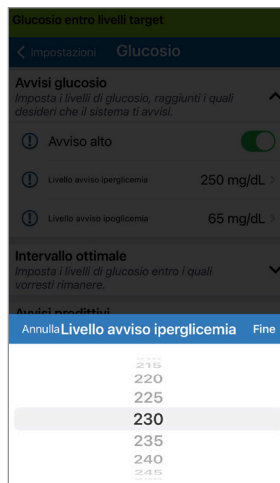 Glucosio entro livelli target
Impostazioni Glucosio
Avvisi glucosio
Imposta i livelli di glucosio, raggiunti i quali
desideri che il sistema ti avvisi.
Avviso alto
Livello avviso iperglicemia 250 mg/dL
Livello avviso ipoglicemia 65 mg/dL
Intervallo ottimale
Imposta i livelli di glucosio entro i quali
vorresti rimanere.
Avvisi predittivi
Annulla Livello avviso iperglicemia Fine
215
220
225
230
235
240
245